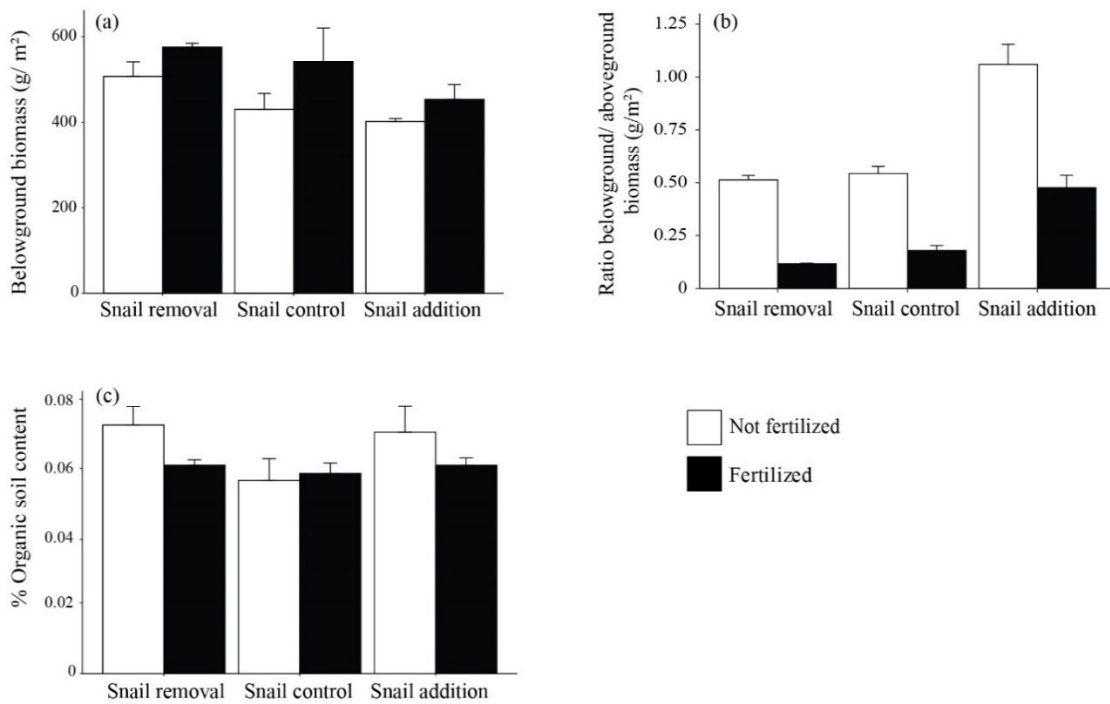 (a)
Belowground biomass (g/ m²)
600
400
200
0
Snail removal Snail control Snail addition
(b)
Ratio belowground/ aboveground
biomass (g/m²)
1.25
1.00
0.75
0.50
0.25
0
Snail removal Snail control Snail addition
(c)
% Organic soil content
0.08
0.06
0.04
0.02
0
Snail removal Snail control Snail addition
Not fertilized
Fertilized